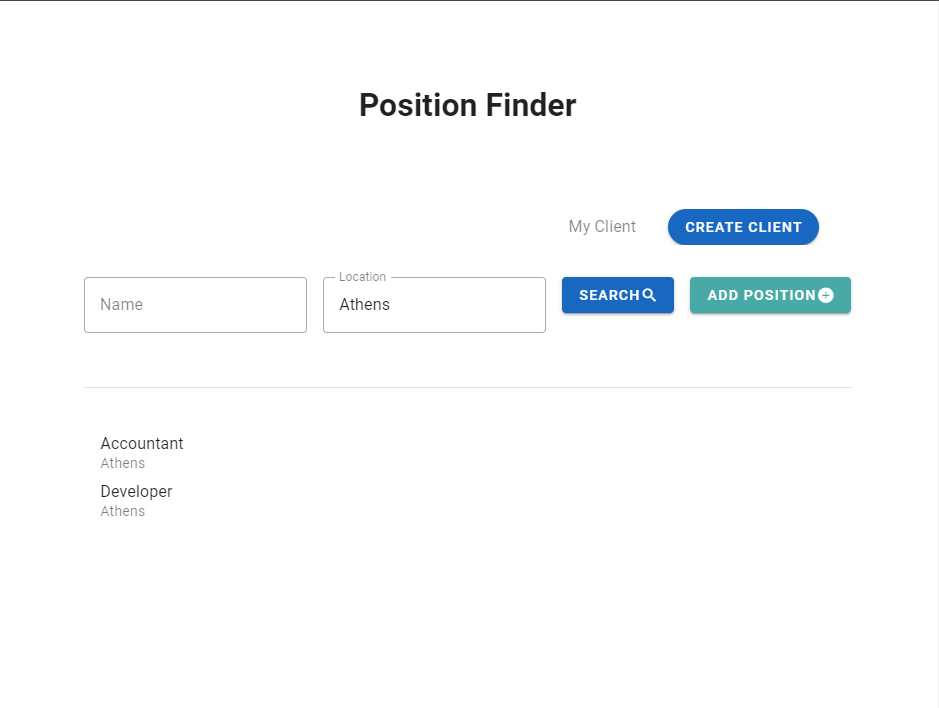 Position Finder
My Client CREATE CLIENT
Name Location Athens SEARCH ADD POSITION
Accountant
Athens
Developer
Athens